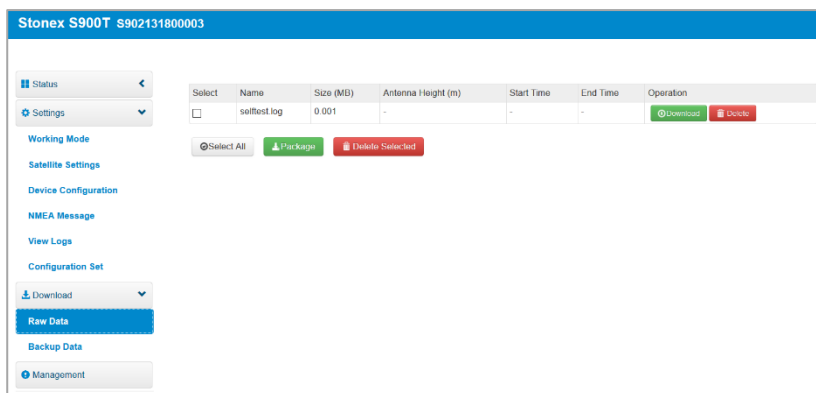 Stonex S900T S902131800003
Status
Settings
Working Mode
Satellite Settings
Device Configuration
NMEA Message
View Logs
Configuration Set
Download
Raw Data
Backup Data
Management
Select Name Size (MB) Antenna Height (m) Start Time End Time Operation
selftest.log 0.001 - - - Download Delete
Select All Package Delete Selected